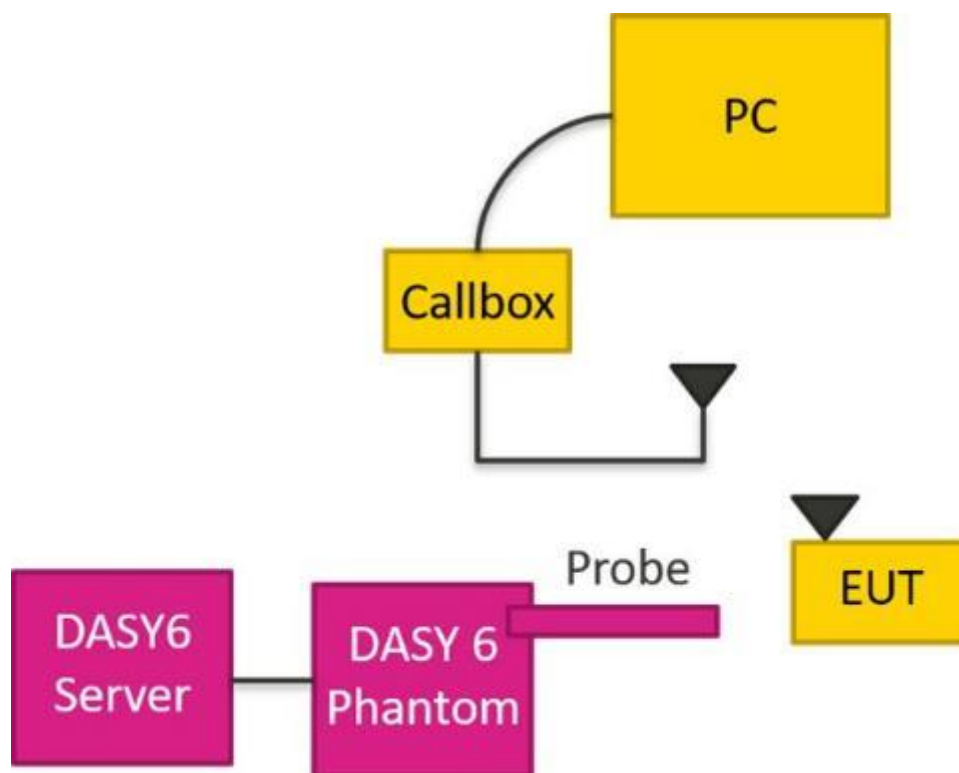 PC
Callbox
Probe
EUT
DASY6
Server
DASY 6
Phantom